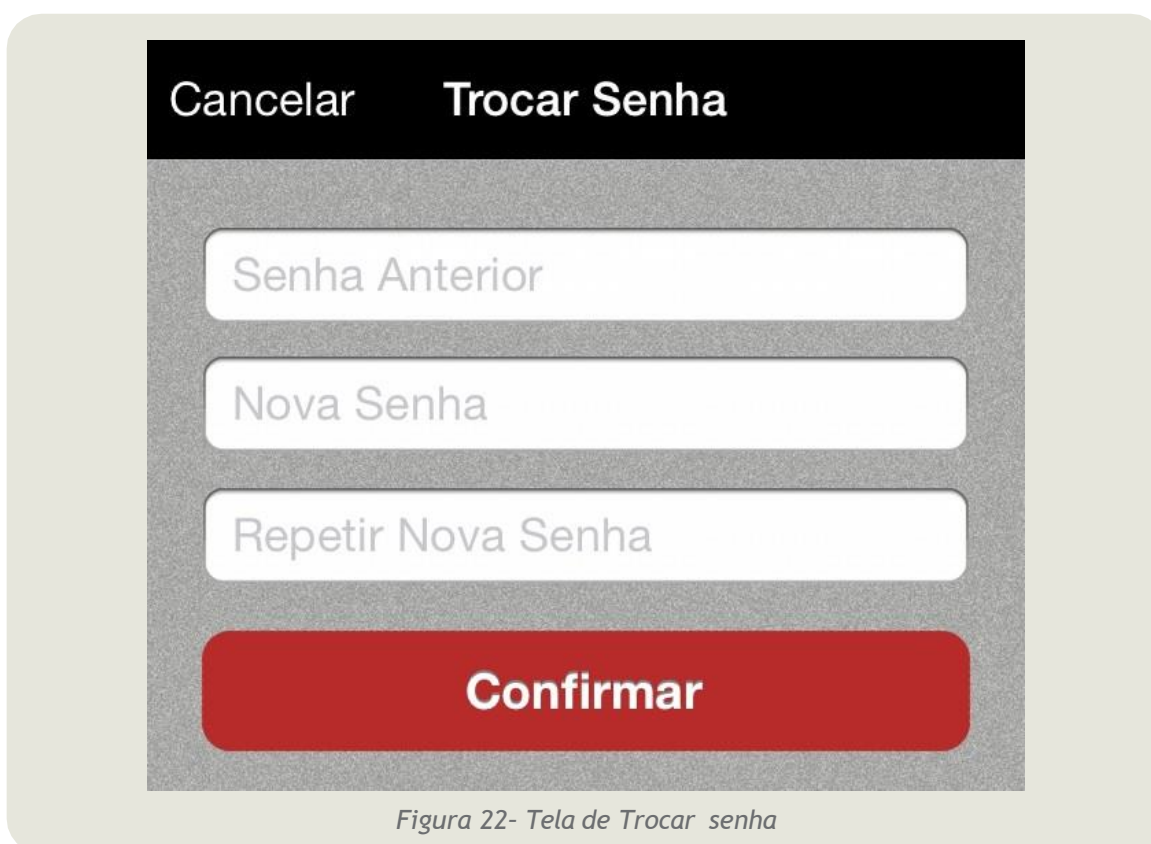 Cancelar Trocar Senha
Senha Anterior
Nova Senha
Repetir Nova Senha
Confirmar
Figura 22- Tela de Trocar senha